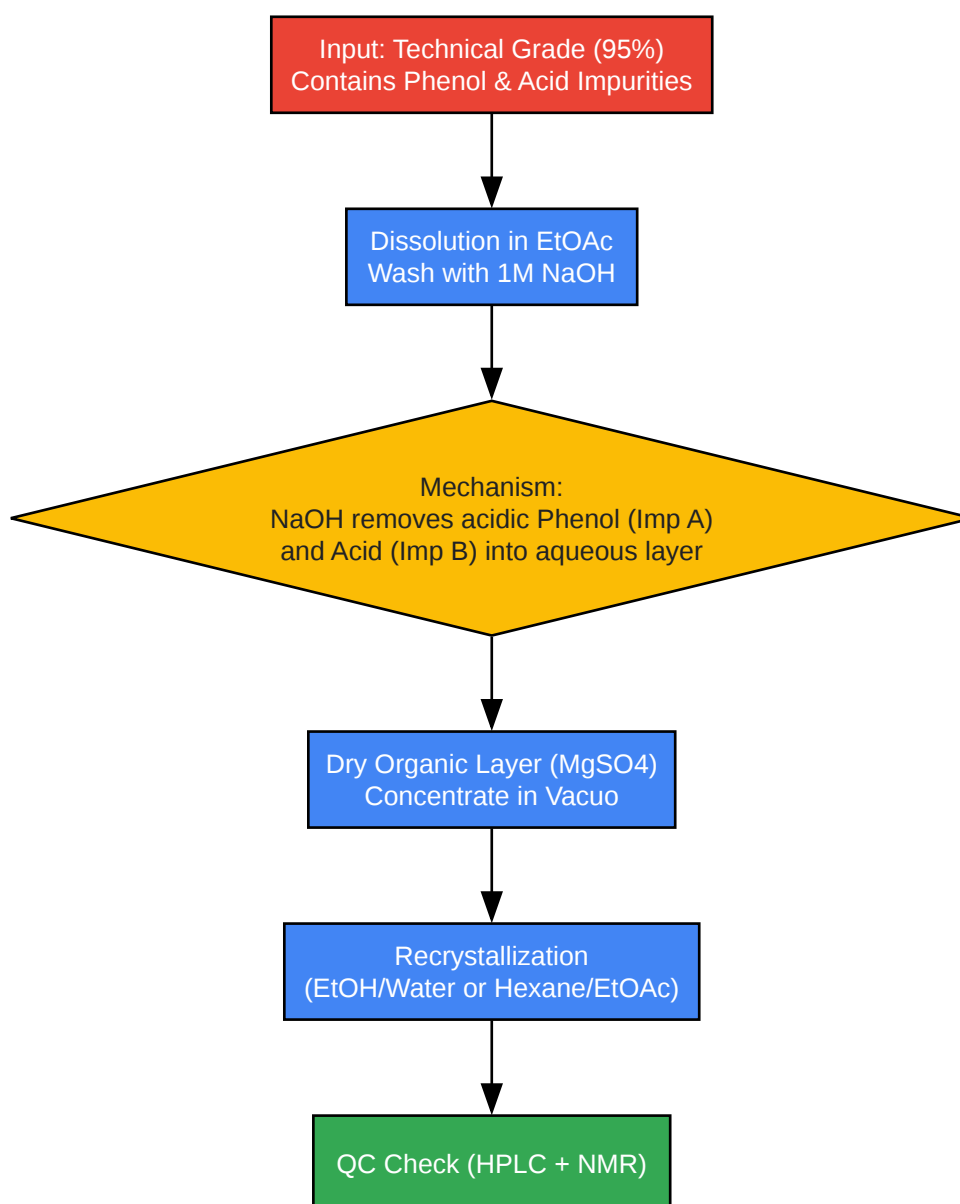 Input: Technical Grade (95%)
Contains Phenol & Acid Impurities
Dissolution in EtOAc
Wash with 1M NaOH
Mechanism:
NaOH removes acidic Phenol (Imp A)
and Acid (Imp B) into aqueous layer
Dry Organic Layer (MgSO4)
Concentrate in Vacuo
Recrystallization
(EtOH/Water or Hexane/EtOAc)
QC Check (HPLC + NMR)